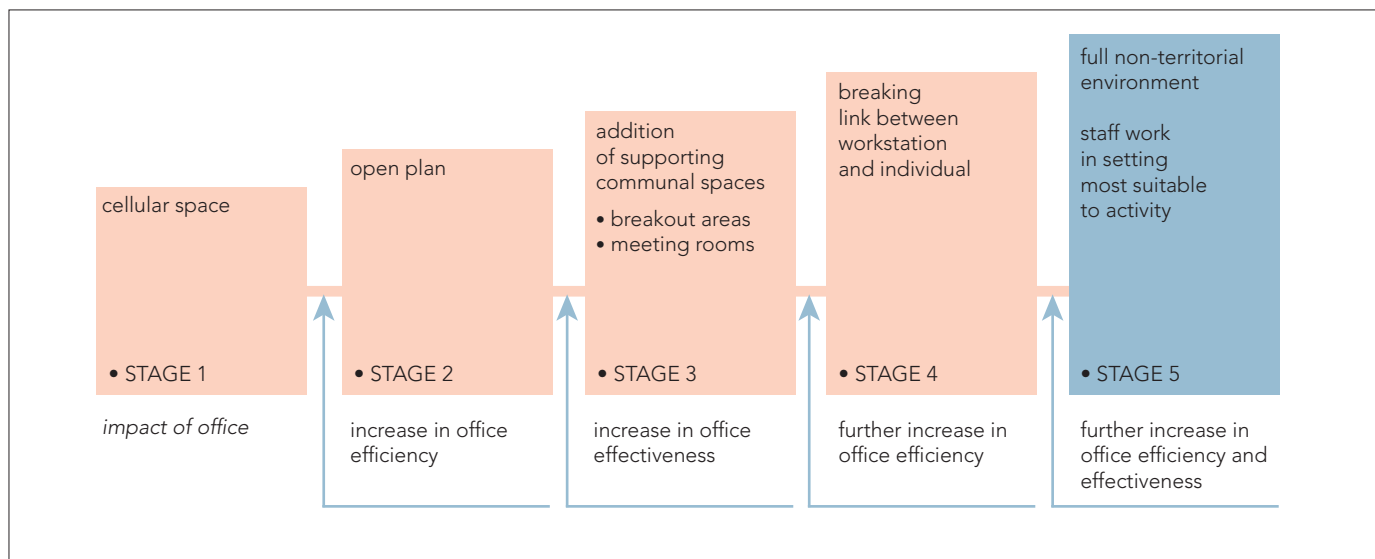 cellular space
• STAGE 1
impact of office
open plan
• STAGE 2
increase in office
efficiency
addition
of supporting
communal spaces
• breakout areas
• meeting rooms
• STAGE 3
increase in office
effectiveness
breaking
link between
workstation
and individual
• STAGE 4
further increase in
office efficiency
full non-territorial
environment
staff work
in setting
most suitable
to activity
• STAGE 5
further increase in
office efficiency and
effectiveness